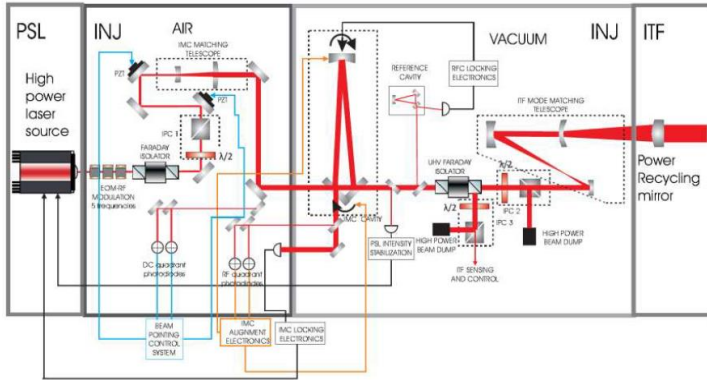 PSL
INJ
AIR
VACUUM
INJ
ITF
High
power
laser
source
PZT
IMC MATCHING
TELESCOPE
PZT
IPC 1
λ/2
FARADAY
ISOLATOR
EOM-RF
MODULATION
5 frequencies
DC quadrant
photodiodes
RF quadrant
photodiodes
BEAM
POINTING
CONTROL
SYSTEM
IMC
ALIGNMENT
ELECTRONICS
IMC LOCKING
ELECTRONICS
IMC CAVITY
REFERENCE
CAVITY
RFC LOCKING
ELECTRONICS
PSL INTENSITY
STABILIZATION
UHV FARADAY
ISOLATOR
λ/2
IPC 2
λ/2
IPC 3
HIGH POWER
BEAM DUMP
HIGH POWER
BEAM DUMP
ITF SENSING
AND CONTROL
ITF MODE MATCHING
TELESCOPE
Power
Recycling
mirror